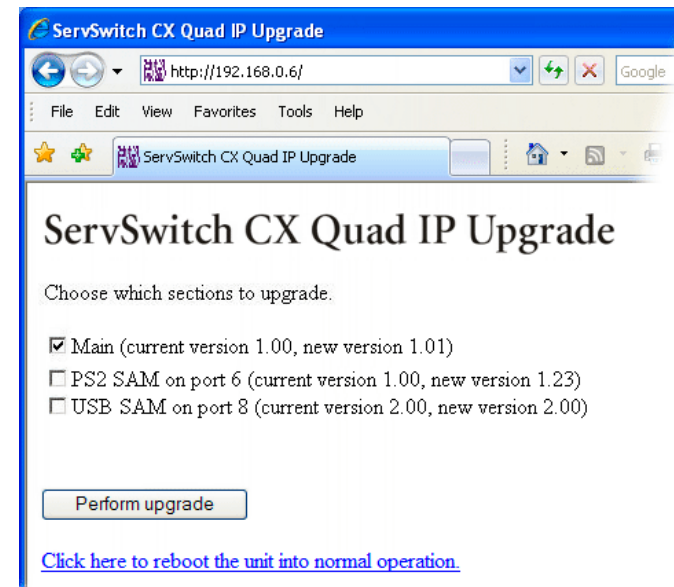 ServSwitch CX Quad IP Upgrade
http://192.168.0.6/
Google
File Edit View Favorites Tools Help
ServSwitch CX Quad IP Upgrade
ServSwitch CX Quad IP Upgrade
Choose which sections to upgrade.
Main (current version 1.00, new version 1.01)
PS2 SAM on port 6 (current version 1.00, new version 1.23)
USB SAM on port 8 (current version 2.00, new version 2.00)
Perform upgrade
Click here to reboot the unit into normal operation.